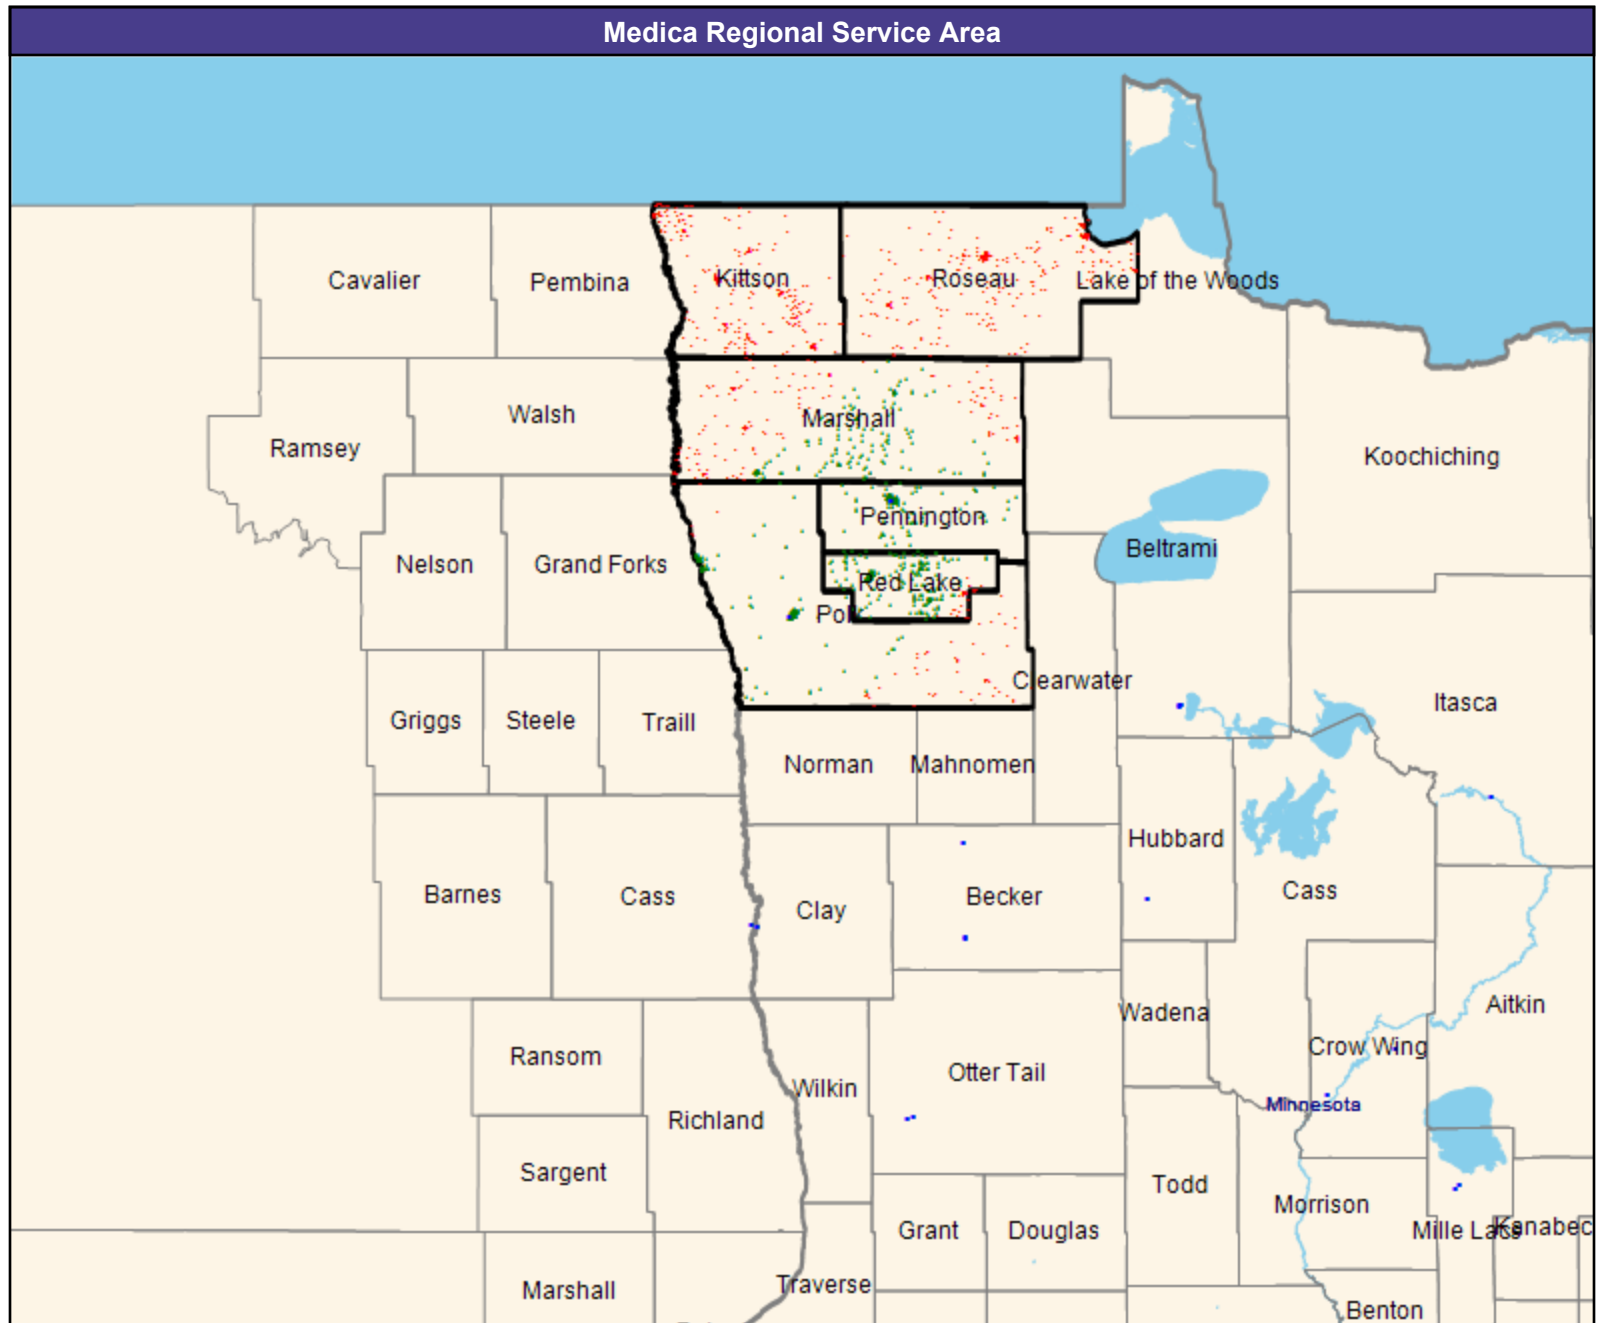 Medica Regional Service Area
Cavalier
Pembina
Kittson
Roseau
Lake of the Woods
Walsh
Marshall
Ramsey
Koochiching
Pennington
Nelson
Grand Forks
Beltrami
Red Lake
Polk
Clearwater
Griggs
Steele
Traill
Itasca
Norman
Mahnomen
Hubbard
Barnes
Cass
Clay
Becker
Cass
Wadena
Aitkin
Ransom
Crow Wing
Otter Tail
Wilkin
Minnesota
Richland
Sargent
Todd
Morrison
Grant
Douglas
Mille Lacs
Kanabec
Marshall
Traverse
Benton